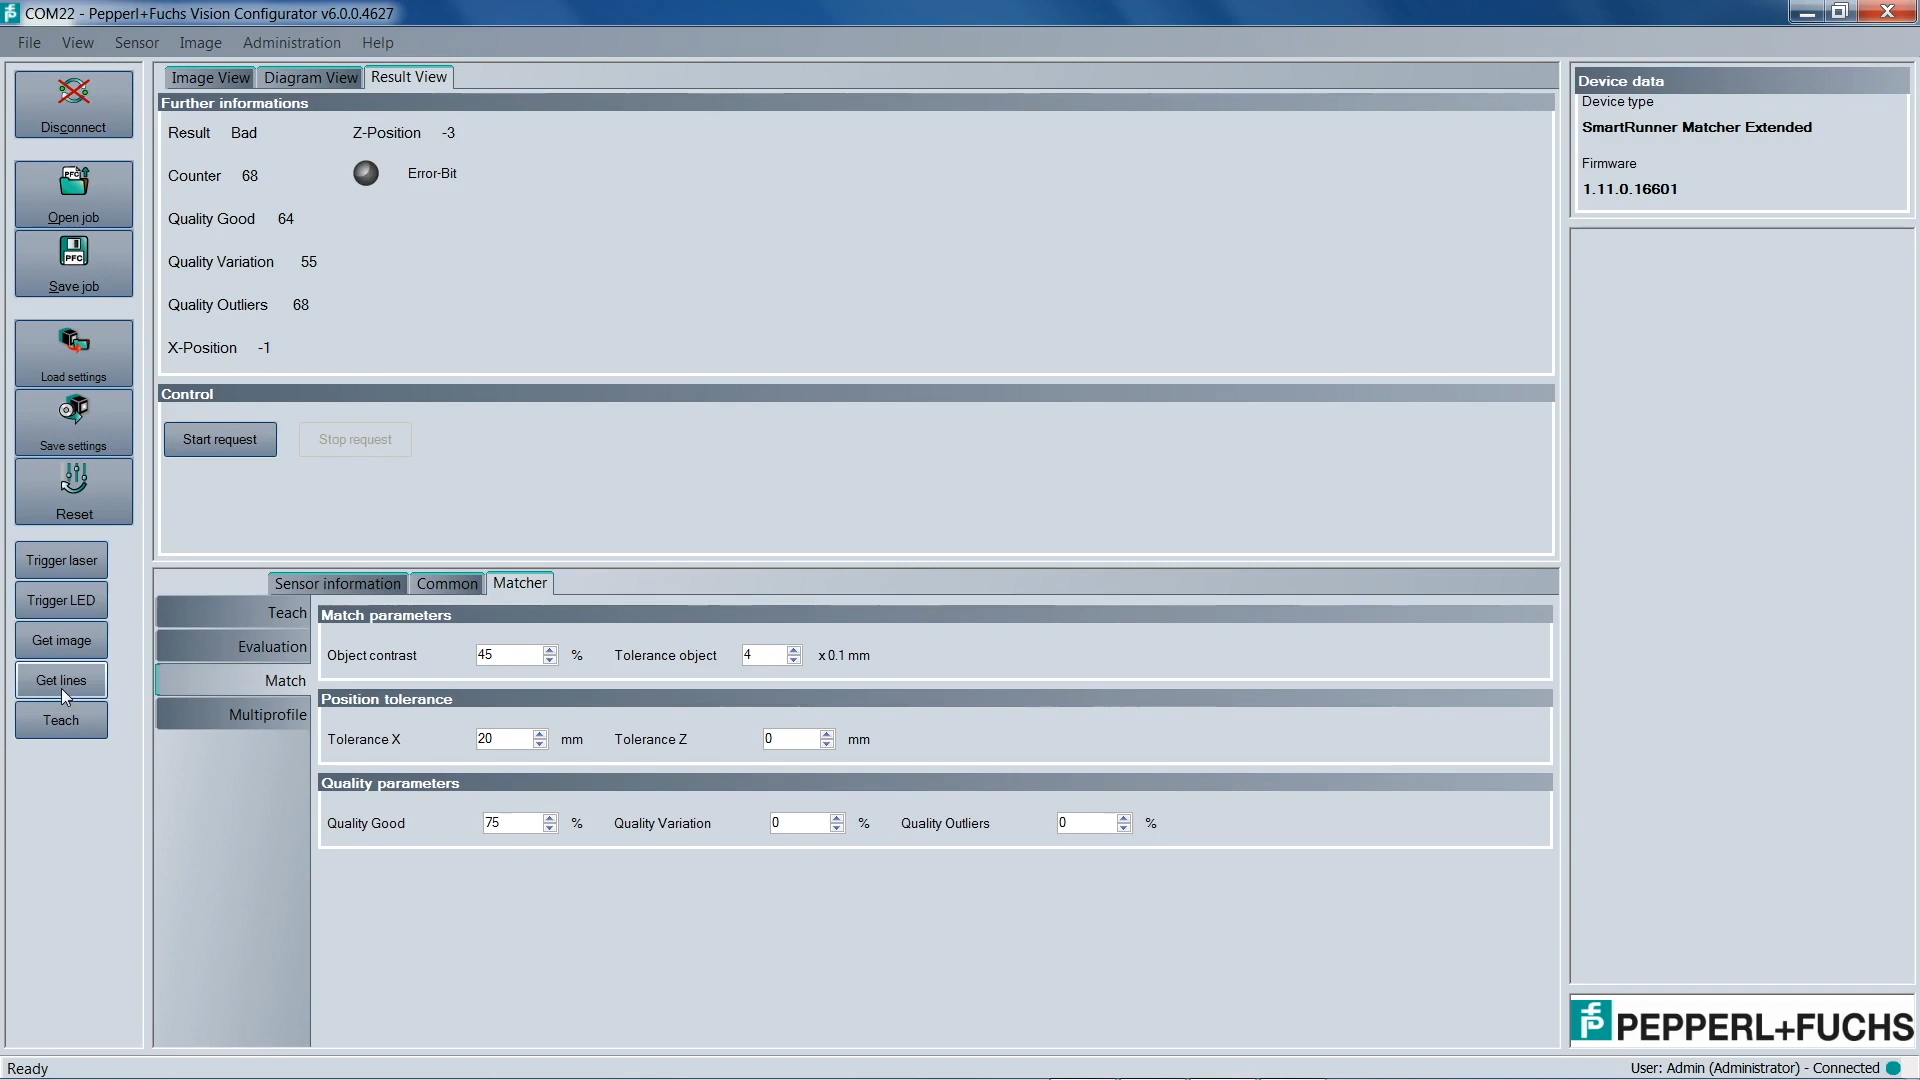 COM22 - Pepperl+Fuchs Vision Configurator v6.0.0.4627
File View Sensor Image Administration Help
Disconnect
PFC
Open job
PFC
Save job
Load settings
Save settings
Reset
Trigger laser
Trigger LED
Get image
Get lines
Teach
Image View Diagram View Result View
Further informations
Result Bad Z-Position -3
Counter 68 Error-Bit
Quality Good 64
Quality Variation 55
Quality Outliers 68
X-Position -1
Control
Start request Stop request
Sensor information Common Matcher
Teach
Evaluation
Match
Multiprofile
Match parameters
Object contrast 45 % Tolerance object 4 x 0.1 mm
Position tolerance
Tolerance X 20 mm Tolerance Z 0 mm
Quality parameters
Quality Good 75 % Quality Variation 0 % Quality Outliers 0 %
Device data
Device type
SmartRunner Matcher Extended
Firmware
1.11.0.16601
PEPPERL+FUCHS
Ready
User: Admin (Administrator) - Connected